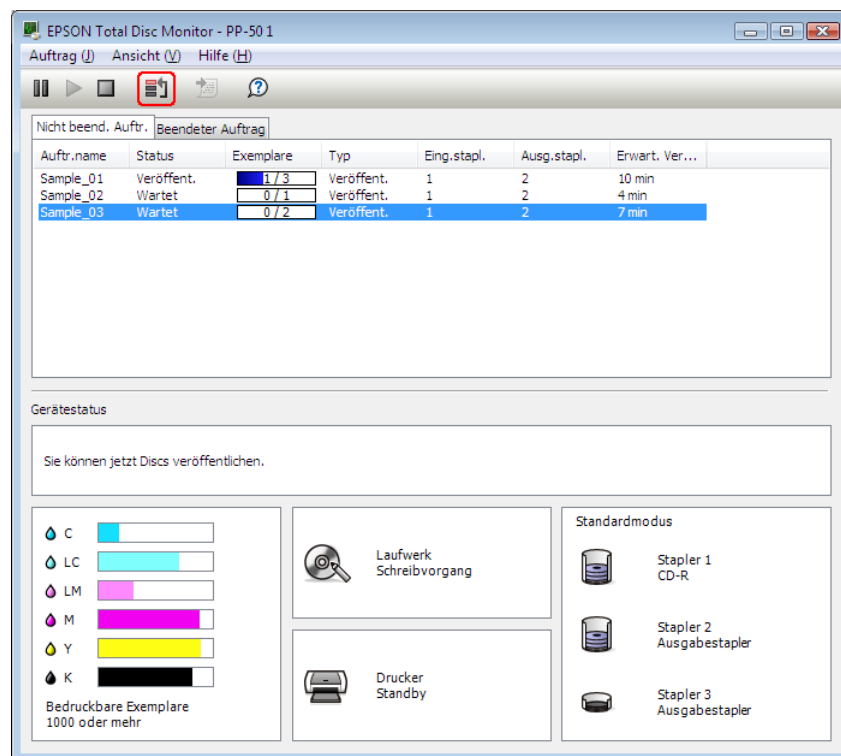 EPSON Total Disc Monitor - PP-50 1
Auftrag (J) Ansicht (V) Hilfe (H)
Nicht beend. Auftr. Beendeter Auftrag
Auftr.name Status Exemplare Typ Eing.stapl. Ausg.stapl. Erwart. Ver...
Sample_01 Veröffent. 1 / 3 Veröffent. 1 2 10 min
Sample_02 Wartet 0 / 1 Veröffent. 1 2 4 min
Sample_03 Wartet 0 / 2 Veröffent. 1 2 7 min
Gerätestatus
Sie können jetzt Discs veröffentlichen.
C
LC
LM
M
Y
K
Bedruckbare Exemplare
1000 oder mehr
Laufwerk
Schreibvorgang
Drucker
Standby
Standardmodus
Stapler 1
CD-R
Stapler 2
Ausgabestapler
Stapler 3
Ausgabestapler